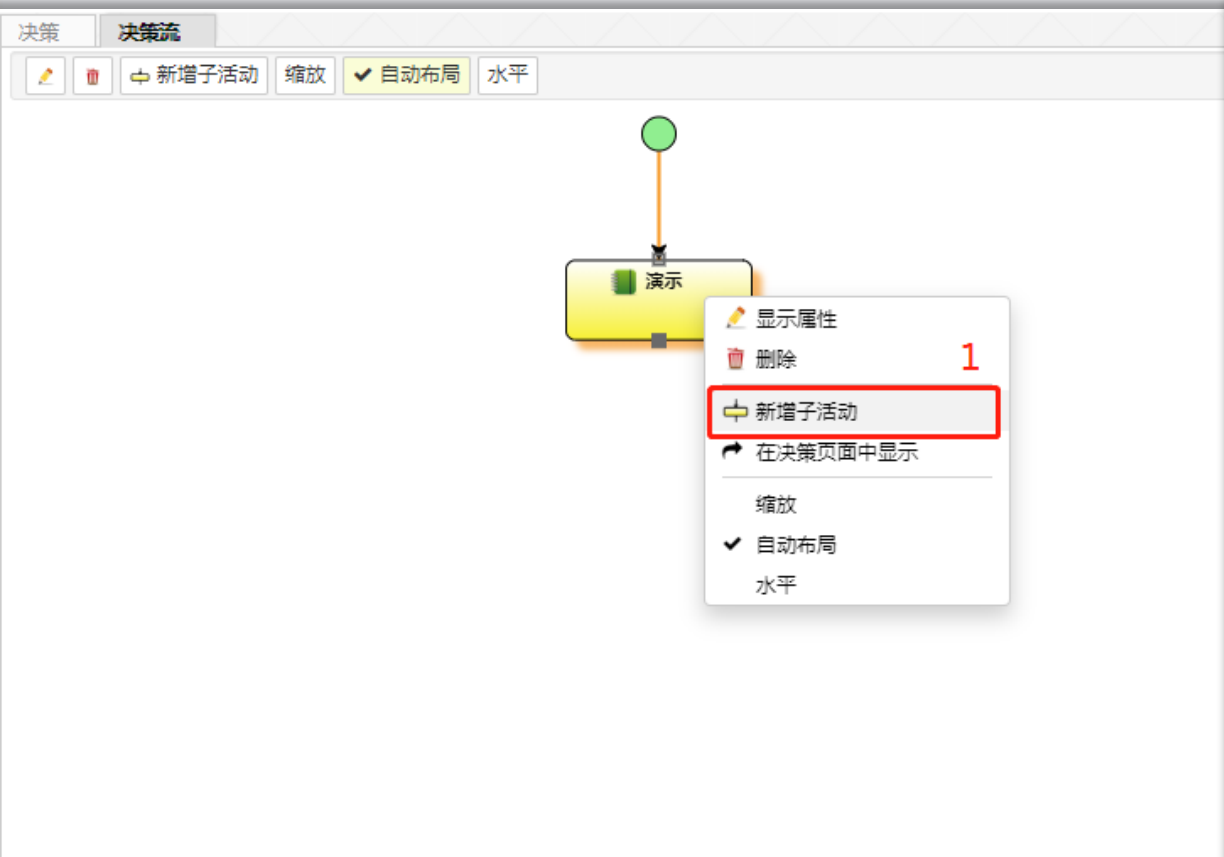 决策 决策流
新增子活动 缩放 自动布局 水平
演示
显示属性
删除 1
新增子活动
在决策页面中显示
缩放
自动布局
水平